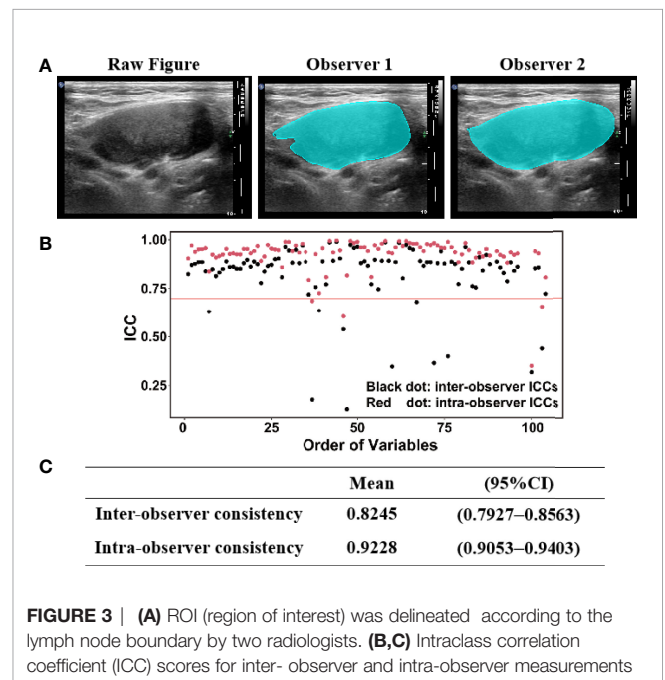 A
Raw Figure Observer 1 Observer 2
B
1.00
0.75
0.50
0.25
ICC
Black dot: inter-observer ICCs
Red dot: intra-observer ICCs
0 25 50 75 100
Order of Variables
C
Mean (95%CI)
Inter-observer consistency 0.8245 (0.7927–0.8563)
Intra-observer consistency 0.9228 (0.9053–0.9403)
FIGURE 3 | (A) ROI (region of interest) was delineated according to the
lymph node boundary by two radiologists. (B,C) Intraclass correlation
coefficient (ICC) scores for inter- observer and intra-observer measurements